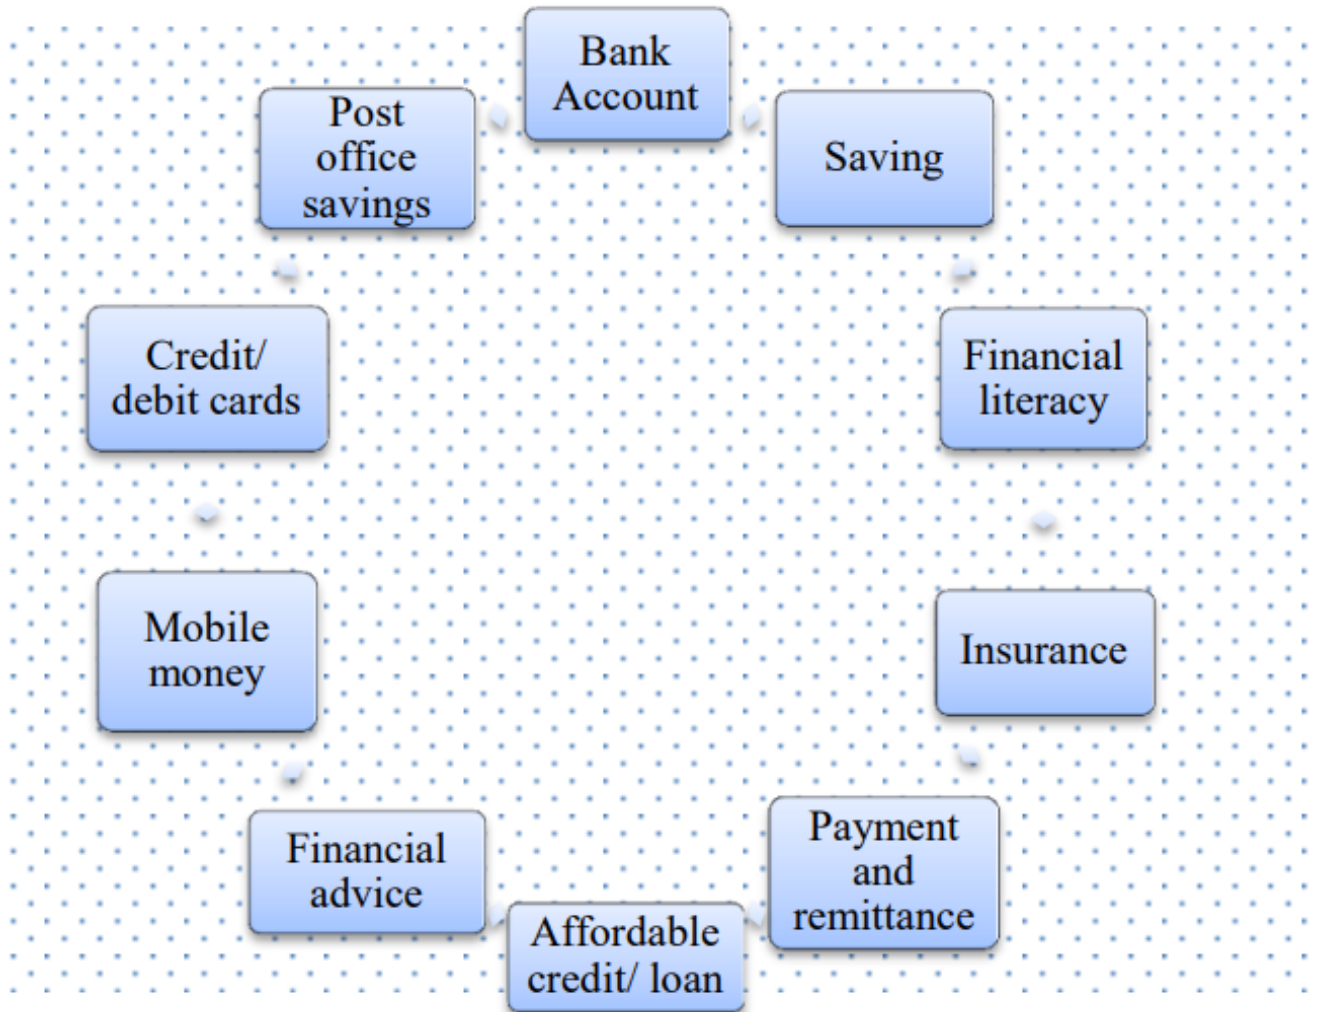 Bank
Account
Saving
Financial
literacy
Insurance
Payment
and
remittance
Affordable
credit/ loan
Financial
advice
Mobile
money
Credit/
debit cards
Post
office
savings